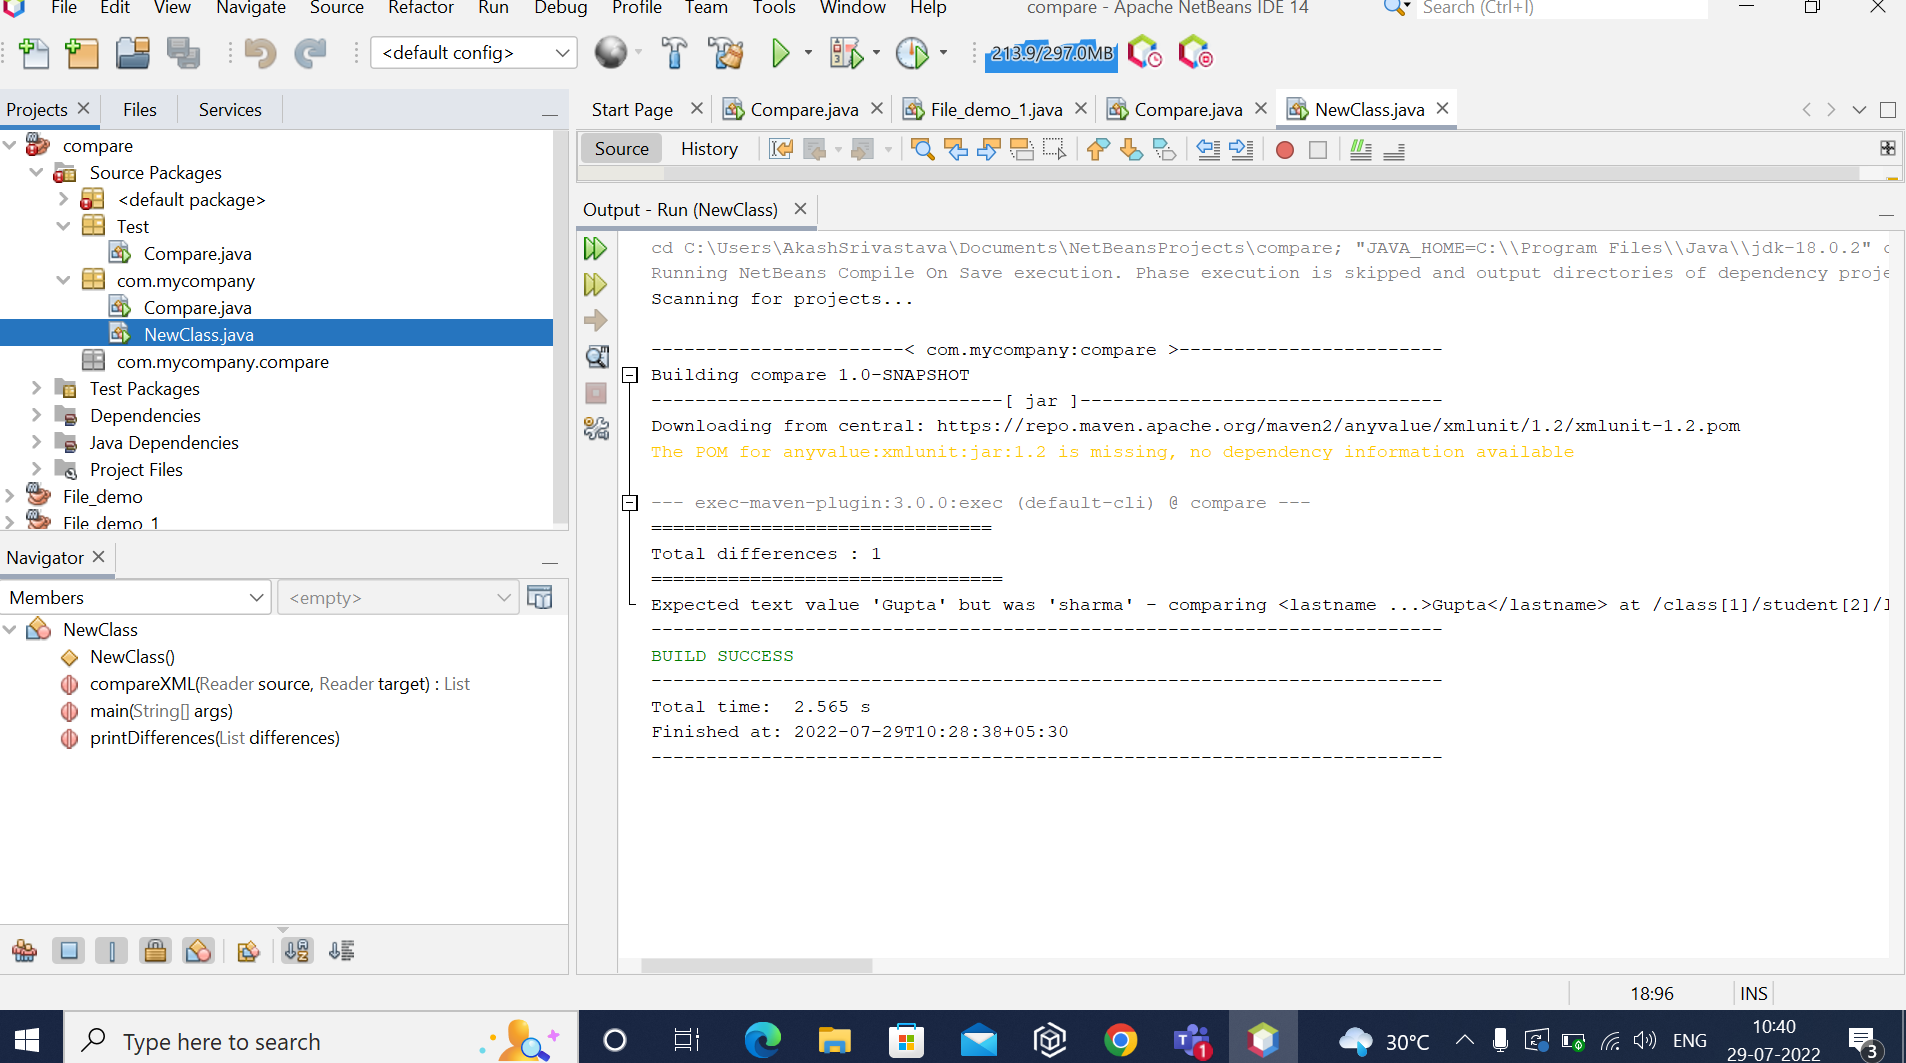 File Edit View Navigate Source Refactor Run Debug Profile Team Tools Window Help
compare - Apache NetBeans IDE 14
Search (Ctrl+I)
<default config>
213.9/297.0MB
Projects Files Services
compare
Source Packages
<default package>
Test
Compare.java
com.mycompany
Compare.java
NewClass.java
com.mycompany.compare
Test Packages
Dependencies
Java Dependencies
Project Files
File_demo
File_demo_1
Navigator
Members
<empty>
NewClass
NewClass()
compareXML(Reader source, Reader target) : List
main(String[] args)
printDifferences(List differences)
Start Page Compare.java File_demo_1.java Compare.java NewClass.java
Source History
Output - Run (NewClass)
cd C:\Users\AkashSrivastava\Documents\NetBeansProjects\compare; "JAVA_HOME=C:\\Program Files\\Java\\jdk-18.0.2"
Running NetBeans Compile On Save execution. Phase execution is skipped and output directories of dependency proje
Scanning for projects...
-----------------------< com.mycompany:compare >------------------------
Building compare 1.0-SNAPSHOT
--------------------------------[ jar ]---------------------------------
Downloading from central: https://repo.maven.apache.org/maven2/anyvalue/xmlunit/1.2/xmlunit-1.2.pom
The POM for anyvalue:xmlunit:jar:1.2 is missing, no dependency information available
--- exec-maven-plugin:3.0.0:exec (default-cli) @ compare ---
===============================
Total differences : 1
================================
Expected text value 'Gupta' but was 'sharma' - comparing <lastname ...>Gupta</lastname> at /class[1]/student[2]/l
------------------------------------------------------------------------
BUILD SUCCESS
------------------------------------------------------------------------
Total time:  2.565 s
Finished at: 2022-07-29T10:28:38+05:30
------------------------------------------------------------------------
18:96 INS
Type here to search
1
30°C
ENG
10:40
29-07-2022
3